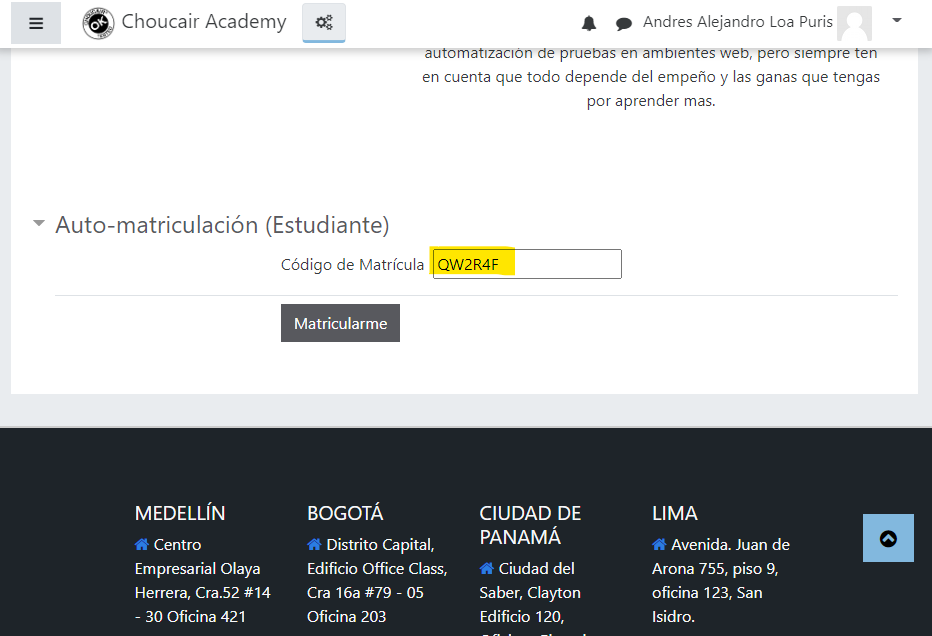 Choucair Academy
Andres Alejandro Loa Puris
automatización de pruebas en ambientes web, pero siempre ten
en cuenta que todo depende del empeño y las ganas que tengas
por aprender mas.
Auto-matriculación (Estudiante)
Código de Matrícula QW2R4F
Matricularme
MEDELLÍN
Centro
Empresarial Olaya
Herrera, Cra.52 #14
- 30 Oficina 421
BOGOTÁ
Distrito Capital,
Edificio Office Class,
Cra 16a #79 - 05
Oficina 203
CIUDAD DE
PANAMÁ
Ciudad del
Saber, Clayton
Edificio 120,
LIMA
Avenida. Juan de
Arona 755, piso 9,
oficina 123, San
Isidro.